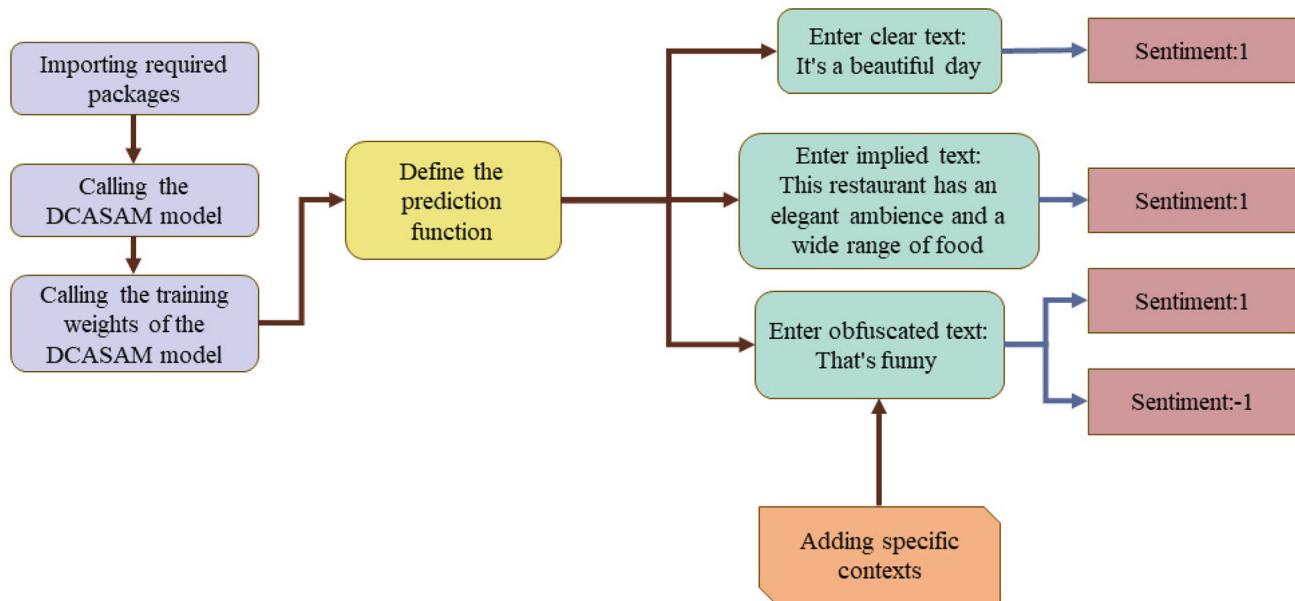 Importing required
packages
Calling the
DCASAM model
Calling the training
weights of the
DCASAM model
Define the
prediction
function
Enter clear text:
It's a beautiful day
Sentiment:1
Enter implied text:
This restaurant has an
elegant ambience and a
wide range of food
Sentiment:1
Enter obfuscated text:
That's funny
Sentiment:1
Sentiment:-1
Adding specific
contexts